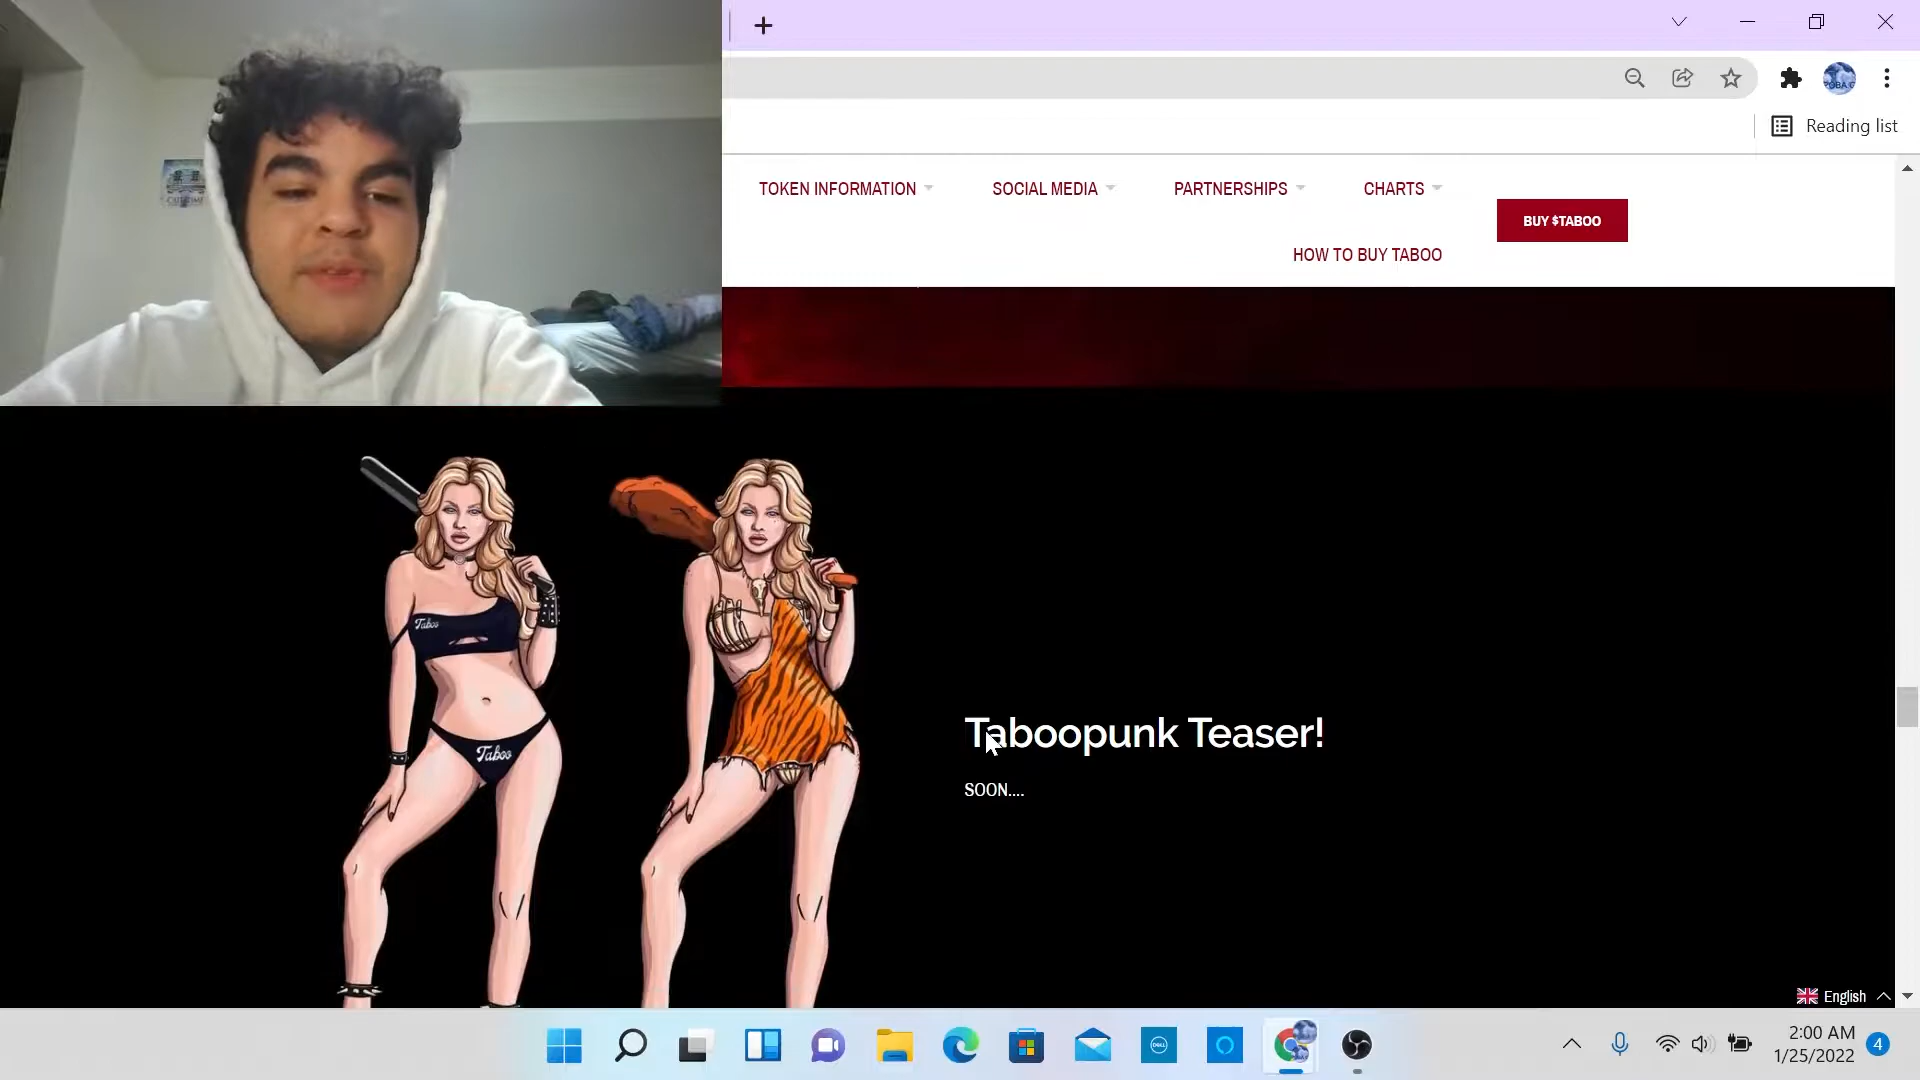 Reading list
TOKEN INFORMATION SOCIAL MEDIA PARTNERSHIPS CHARTS
BUY $TABOO
HOW TO BUY TABOO
Taboo
Taboo
Taboopunk Teaser!
SOON....
English
2:00 AM
1/25/2022
4